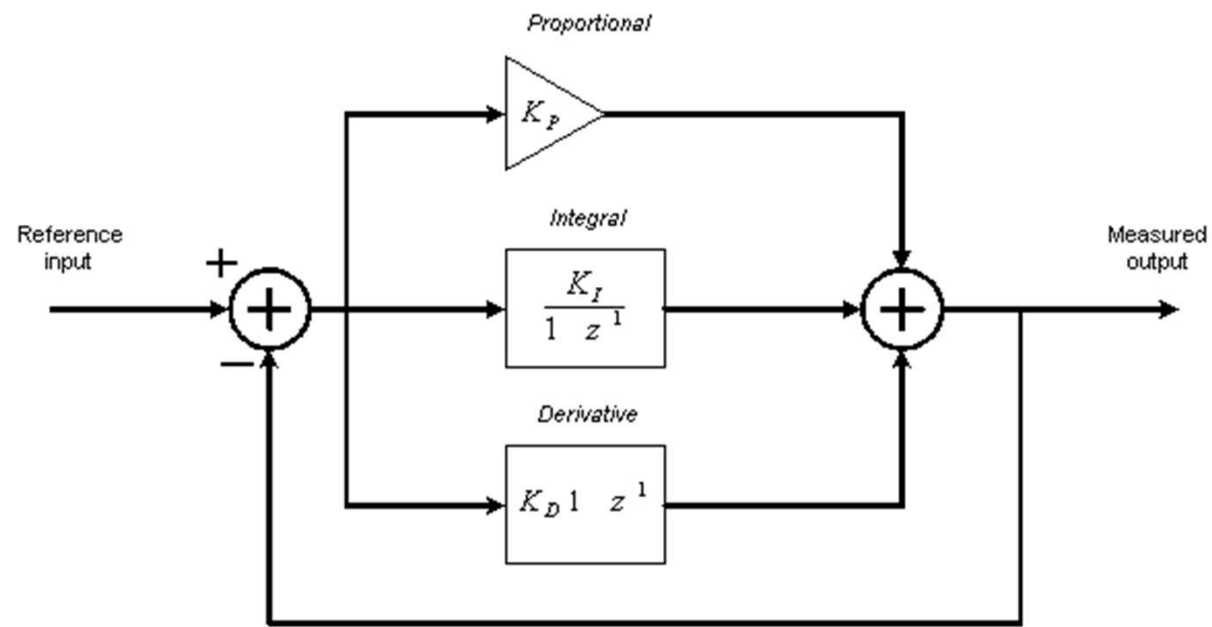 Proportional
K_P
Reference
input
+
+
−
Integral
K_I
1 z^1
+
Measured
output
Derivative
K_D 1 z^1